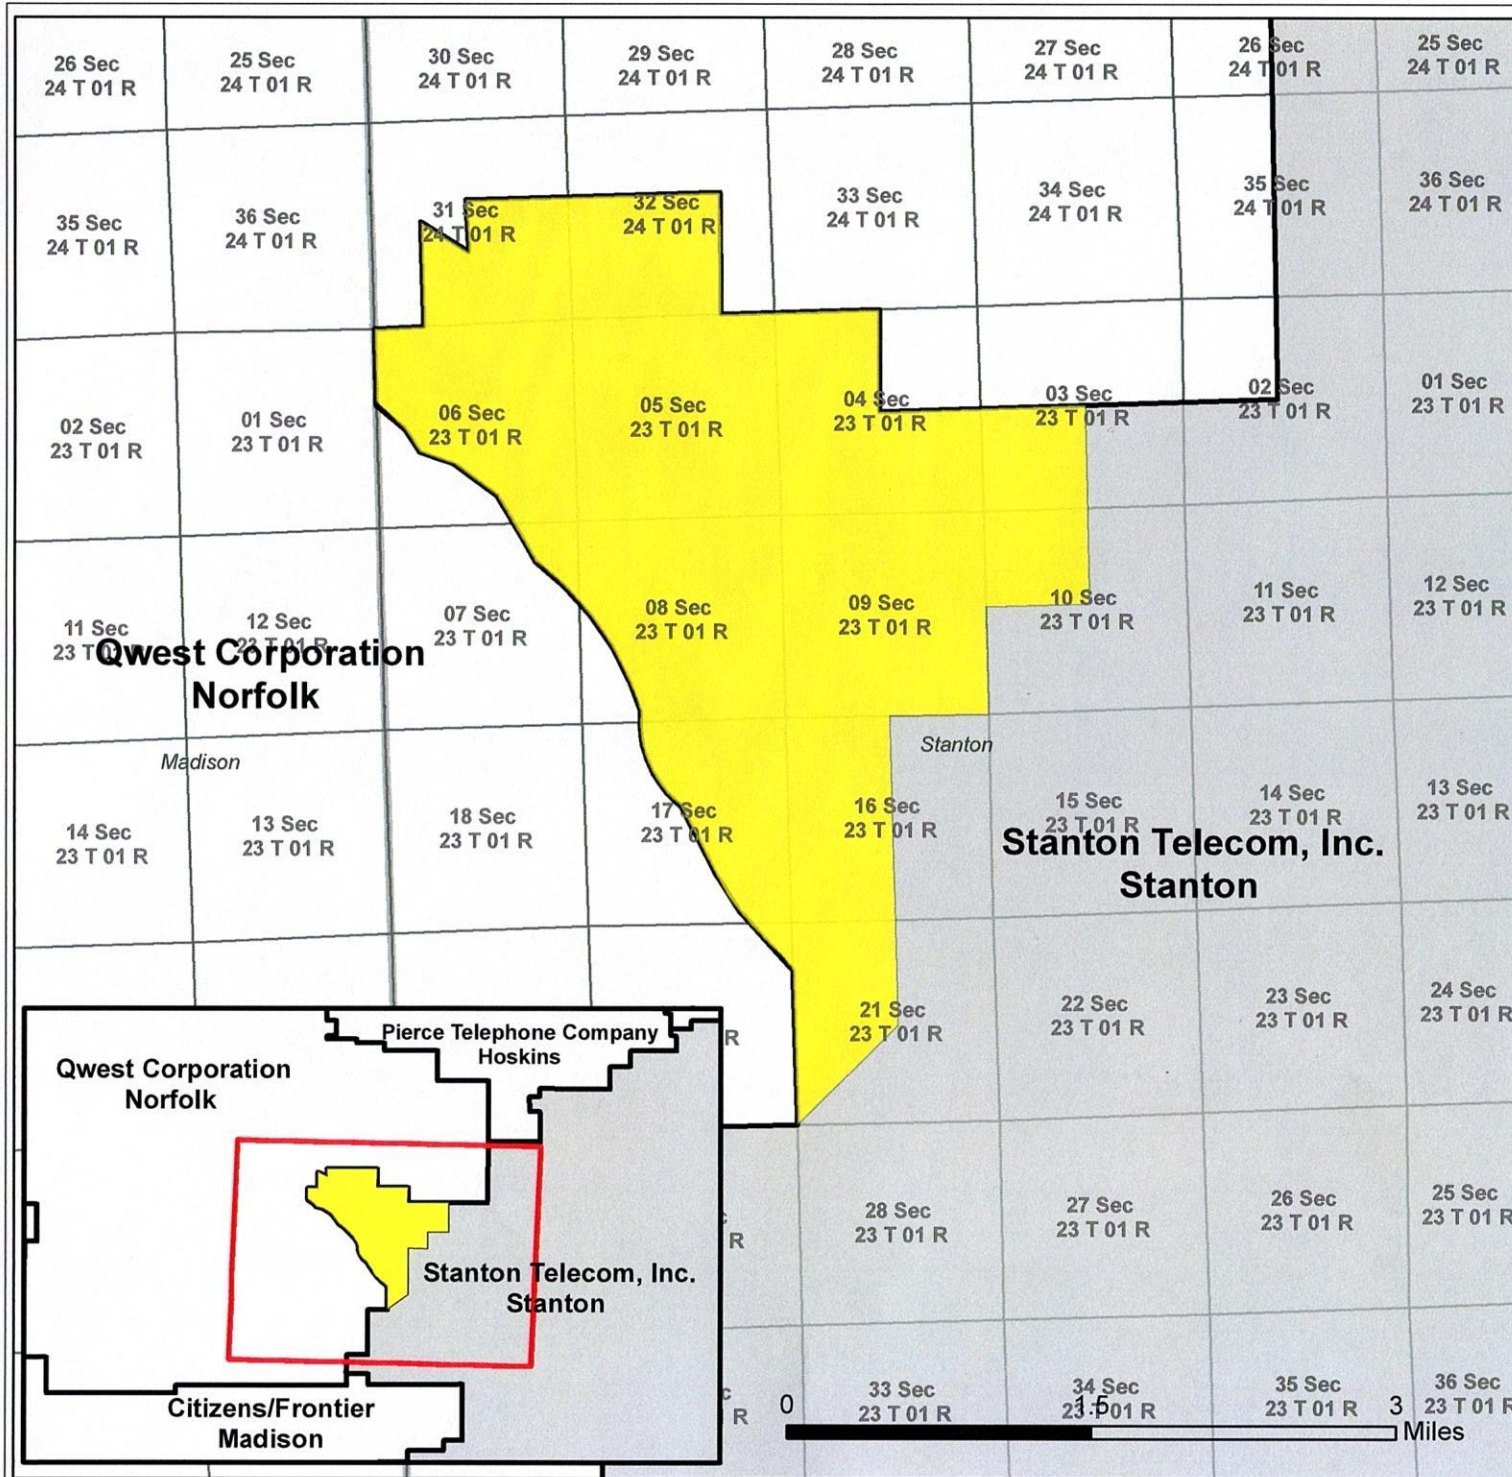 26 Sec
24 T 01 R
25 Sec
24 T 01 R
30 Sec
24 T 01 R
29 Sec
24 T 01 R
28 Sec
24 T 01 R
27 Sec
24 T 01 R
26 Sec
24 T 01 R
25 Sec
24 T 01 R
35 Sec
24 T 01 R
36 Sec
24 T 01 R
31 Sec
24 T 01 R
32 Sec
24 T 01 R
33 Sec
24 T 01 R
34 Sec
24 T 01 R
35 Sec
24 T 01 R
36 Sec
24 T 01 R
02 Sec
23 T 01 R
01 Sec
23 T 01 R
06 Sec
23 T 01 R
05 Sec
23 T 01 R
04 Sec
23 T 01 R
03 Sec
23 T 01 R
02 Sec
23 T 01 R
01 Sec
23 T 01 R
11 Sec
23 T 01 R
12 Sec
23 T 01 R
07 Sec
23 T 01 R
08 Sec
23 T 01 R
09 Sec
23 T 01 R
10 Sec
23 T 01 R
11 Sec
23 T 01 R
12 Sec
23 T 01 R
Qwest Corporation
Norfolk
Madison
Stanton
14 Sec
23 T 01 R
13 Sec
23 T 01 R
18 Sec
23 T 01 R
17 Sec
23 T 01 R
16 Sec
23 T 01 R
15 Sec
23 T 01 R
14 Sec
23 T 01 R
13 Sec
23 T 01 R
Stanton Telecom, Inc.
Stanton
R
21 Sec
23 T 01 R
22 Sec
23 T 01 R
23 Sec
23 T 01 R
24 Sec
23 T 01 R
R
28 Sec
23 T 01 R
27 Sec
23 T 01 R
26 Sec
23 T 01 R
25 Sec
23 T 01 R
R
33 Sec
23 T 01 R
34 Sec
23 T 01 R
35 Sec
23 T 01 R
36 Sec
23 T 01 R
0 1.5 3
Miles
Pierce Telephone Company
Hoskins
Qwest Corporation
Norfolk
Stanton Telecom, Inc.
Stanton
Citizens/Frontier
Madison